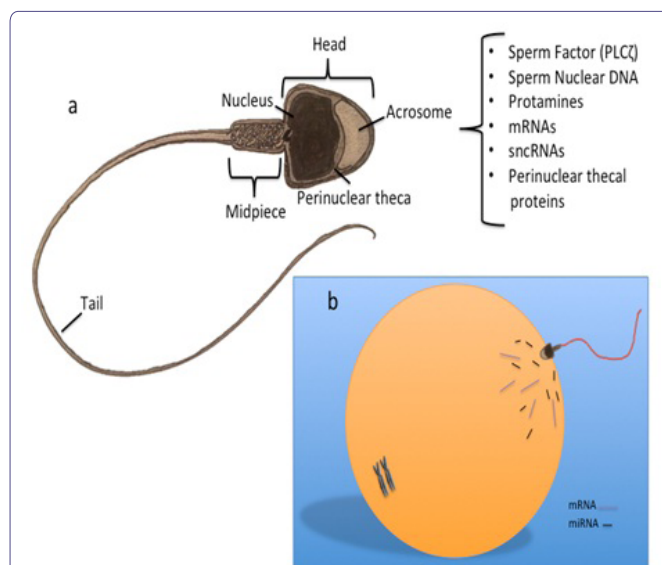 Head
a
Nucleus
Acrosome
Midpiece
Perinuclear theca
Tail
• Sperm Factor (PLCζ)
• Sperm Nuclear DNA
• Protamines
• mRNAs
• sncRNAs
• Perinuclear thecal
proteins
b
mRNA
miRNA